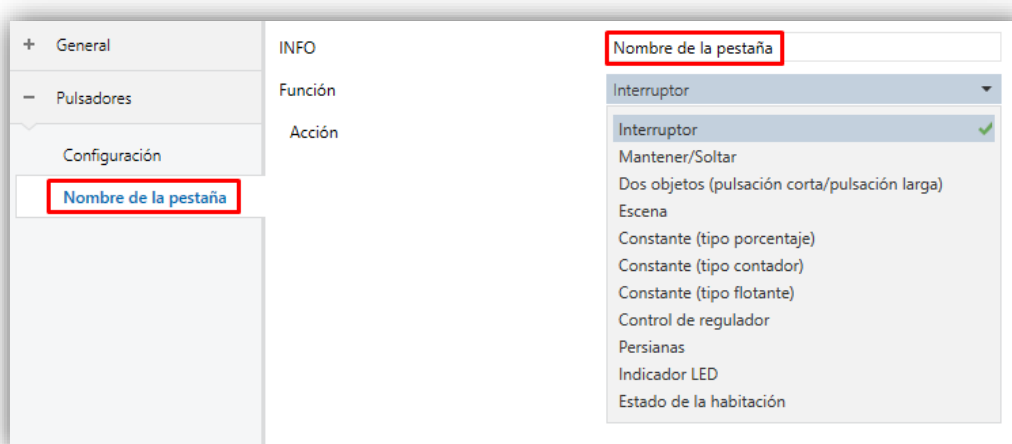 + General
− Pulsadores
Configuración
Nombre de la pestaña
INFO
Nombre de la pestaña
Función
Interruptor
Acción
Interruptor
Mantener/Soltar
Dos objetos (pulsación corta/pulsación larga)
Escena
Constante (tipo porcentaje)
Constante (tipo contador)
Constante (tipo flotante)
Control de regulador
Persianas
Indicador LED
Estado de la habitación